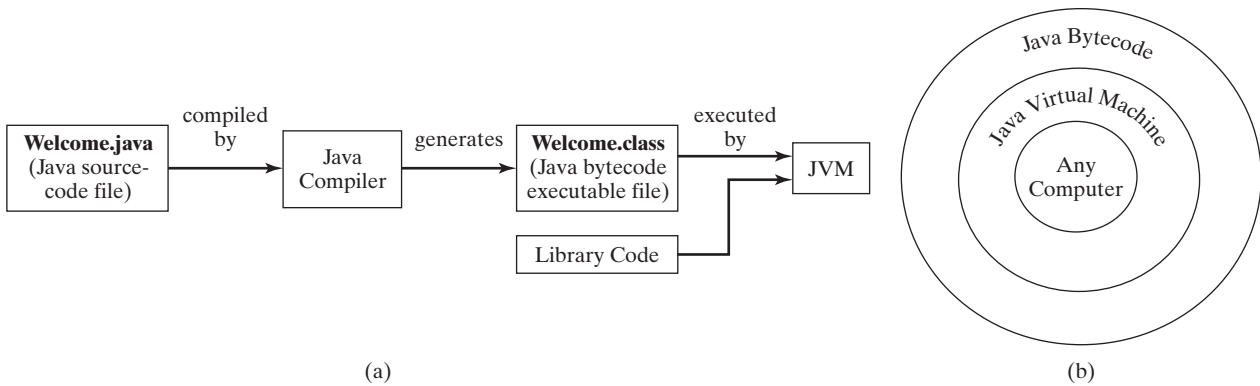 Welcome.java
(Java source-
code file)
compiled
by
Java
Compiler
generates
Welcome.class
(Java bytecode
executable file)
executed
by
JVM
Library Code
(a)
Java Bytecode
Java Virtual Machine
Any
Computer
(b)